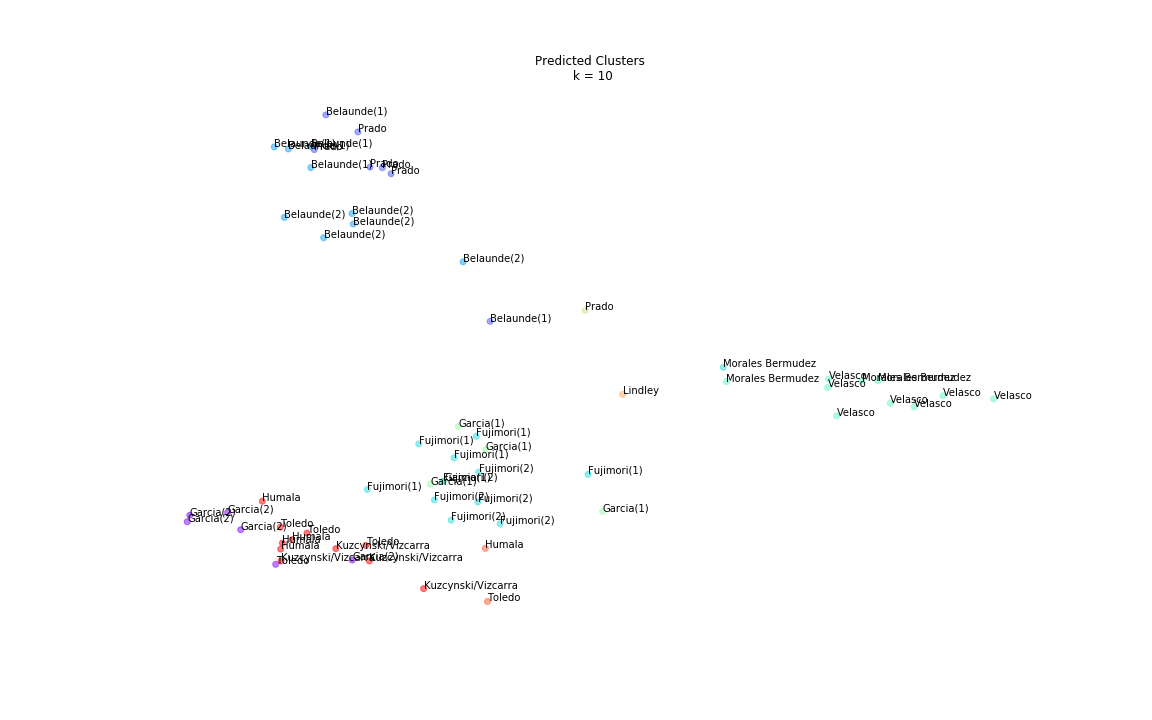 Predicted Clusters
k = 10
Belaunde(1)
Prado
Belaunde(1)
Belaunde(1)
Belaunde(1)
Prado
Belaunde(1)
Prado
Prado
Prado
Belaunde(2)
Belaunde(2)
Belaunde(2)
Belaunde(2)
Belaunde(2)
Prado
Belaunde(1)
Morales Bermudez
Morales Bermudez
Velasco
Morales Bermudez
Morales Bermudez
Velasco
Lindley
Velasco
Velasco
Velasco
Velasco
Velasco
Garcia(1)
Fujimori(1)
Fujimori(1)
Garcia(1)
Fujimori(1)
Fujimori(2)
Fujimori(1)
Garcia(1)
Fujimori(1)
Fujimori(2)
Fujimori(2)
Humala
Garcia(1)
Garcia(2)
Garcia(2)
Garcia(2)
Fujimori(2)
Fujimori(2)
Toledo
Garcia(2)
Toledo
Humala
Humala
Toledo
Humala
Kuzcynski/Vizcarra
Humala
Kuzcynski/Vizcarra
Garcia(2)
Kuzcynski/Vizcarra
Toledo
Kuzcynski/Vizcarra
Toledo